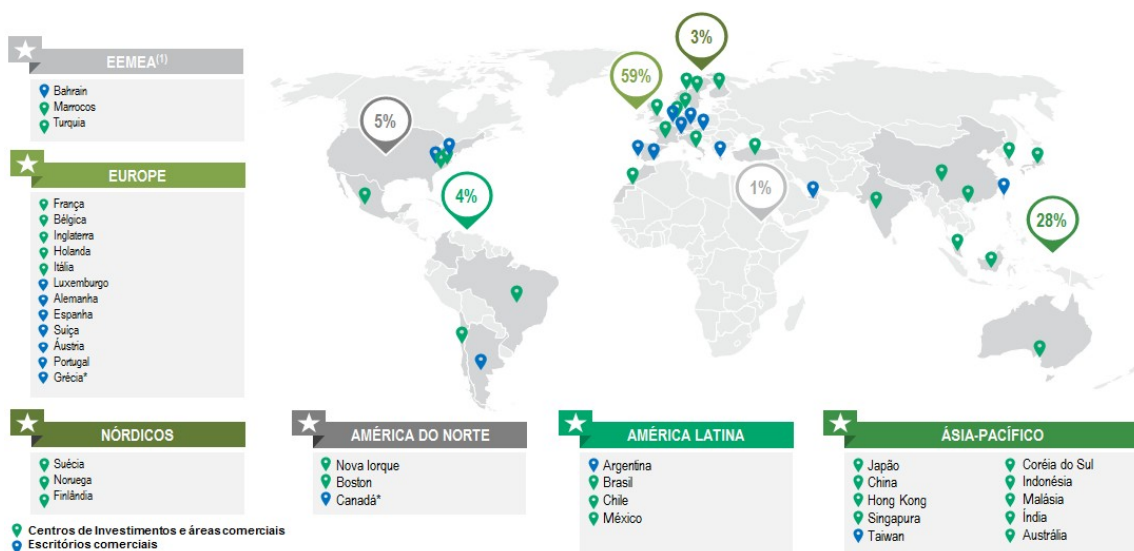 EEMEA(1)
Bahrain
Marrocos
Turquia
EUROPE
França
Bélgica
Inglaterra
Holanda
Itália
Luxemburgo
Alemanha
Espanha
Suiça
Áustria
Portugal
Grécia*
3%
59%
5%
4%
1%
28%
NÓRDICOS
Suécia
Noruega
Finlândia
AMÉRICA DO NORTE
Nova Iorque
Boston
Canadá*
AMÉRICA LATINA
Argentina
Brasil
Chile
México
ÁSIA-PACÍFICO
Japão
China
Hong Kong
Singapura
Taiwan
Coréia do Sul
Indonésia
Malásia
Índia
Austrália
Centros de Investimentos e áreas comerciais
Escritórios comerciais